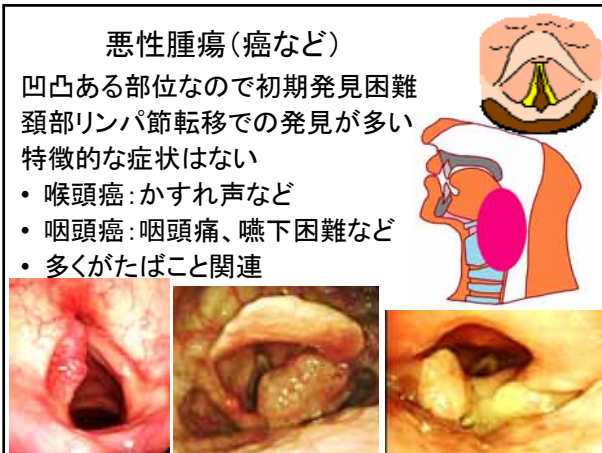 悪性腫瘍(癌など)
凹凸ある部位なので初期発見困難
頚部リンパ節転移での発見が多い
特徴的な症状はない
• 喉頭癌:かすれ声など
• 咽頭癌:咽頭痛、嚥下困難など
• 多くがたばこと関連